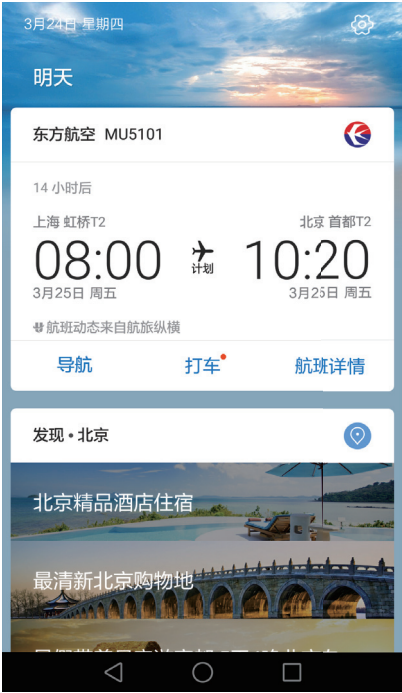 3月24日 星期四
明天
东方航空 MU5101
14 小时后
上海 虹桥T2
北京 首都T2
08:00
计划
10:20
3月25日 周五
3月25日 周五
航班动态来自航旅纵横
导航
打车
航班详情
发现 • 北京
北京精品酒店住宿
最清新北京购物地